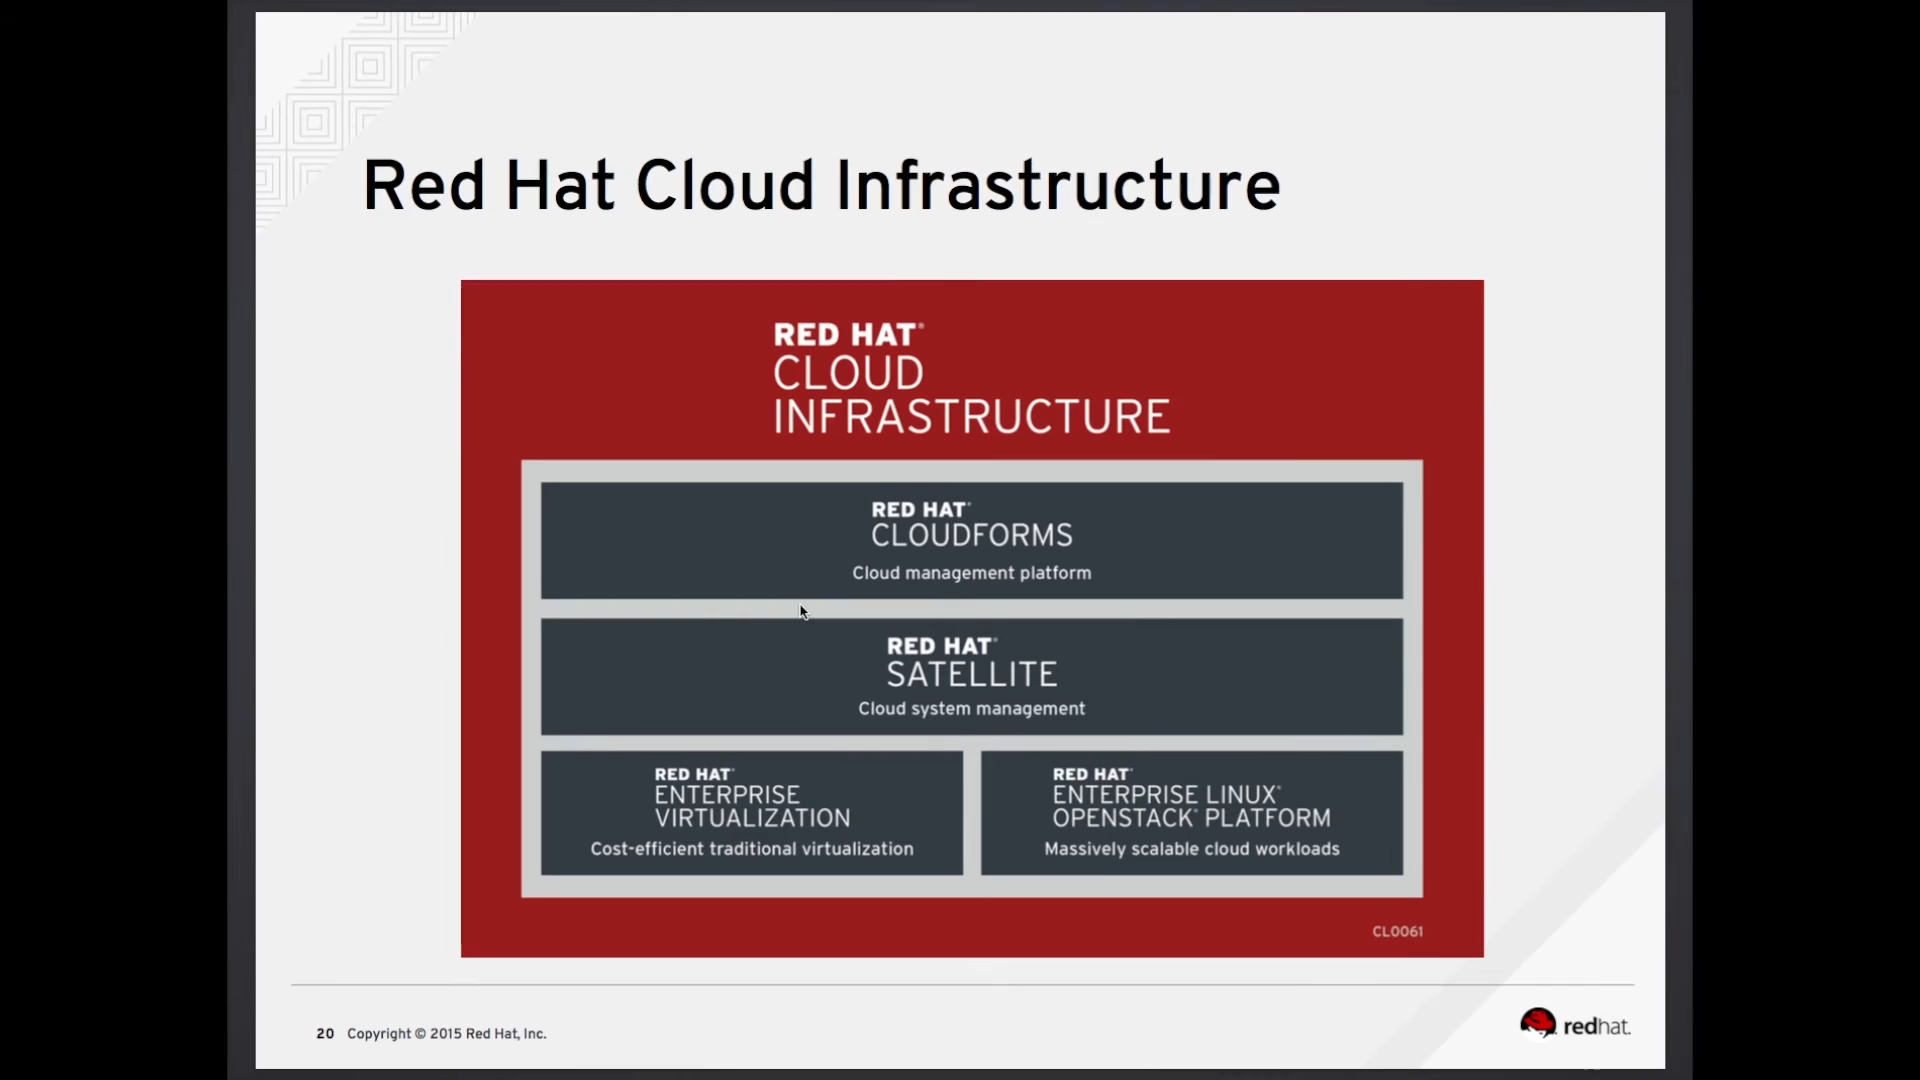 Red Hat Cloud Infrastructure
RED HAT®
CLOUD
INFRASTRUCTURE
RED HAT®
CLOUDFORMS
Cloud management platform
RED HAT®
SATELLITE
Cloud system management
RED HAT®
ENTERPRISE
VIRTUALIZATION
Cost-efficient traditional virtualization
RED HAT®
ENTERPRISE LINUX®
OPENSTACK® PLATFORM
Massively scalable cloud workloads
CL0061
20 Copyright © 2015 Red Hat, Inc.
redhat.